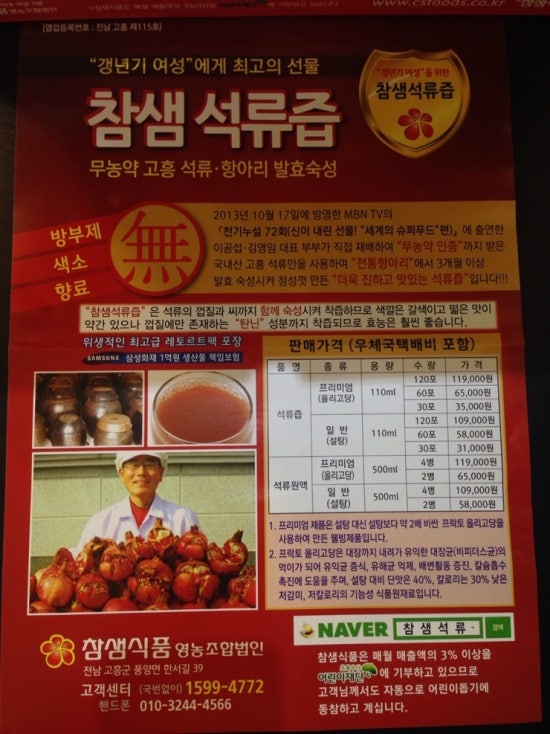 www.csfoods.co.kr
[영업등록번호 : 전남 고흥 제115호]
"갱년기 여성"에게 최고의 선물
참샘 석류즙
무농약 고흥 석류·항아리 발효숙성
"갱년기 여성"을 위한
참샘석류즙
방부제
색소
향료
無
2013년 10월 17일에 방영한 MBN TV의
「천기누설 72회(신이 내린 선물! "세계의 슈퍼푸드"편)」에 출연한
이공섭·김영임 대표 부부가 직접 재배하여 "무농약 인증"까지 받은
국내산 고흥 석류만을 사용하여 "전통항아리"에서 3개월 이상
발효 숙성시켜 정성껏 만든 "더욱 진하고 맛있는 석류즙"입니다!!!
"참샘석류즙" 은 석류의 껍질과 씨까지 함께 숙성시켜 착즙하므로 색깔은 갈색이고 떫은 맛이
약간 있으나 껍질에만 존재하는 "탄닌" 성분까지 착즙되므로 효능은 훨씬 좋습니다.
위생적인 최고급 레토르트팩 포장
SAMSUNG 삼성화재 1억원 생산물 책임보험
판매가격 (우체국택배비 포함)
품 명 종 류 용 량 수 량 가 격
석류즙 프리미엄 (올리고당) 110ml 120포 119,000원
60포 65,000원
30포 35,000원
일 반 (설탕) 110ml 120포 109,000원
60포 58,000원
30포 31,000원
석류원액 프리미엄 (올리고당) 500ml 4병 119,000원
2병 65,000원
일 반 (설탕) 500ml 4병 109,000원
2병 58,000원
1. 프리미엄 제품은 설탕 대신 설탕보다 약 2배 비싼 프락토 올리고당을
사용하여 만든 웰빙제품입니다.
2. 프락토 올리고당은 대장까지 내려가 유익한 대장균(비피더스균)의
먹이가 되어 유익균 증식, 유해균 억제, 배변활동 증진, 칼슘흡수
촉진에 도움을 주며, 설탕 대비 단맛은 40%, 칼로리는 30% 낮은
저감미, 저칼로리의 기능성 식품원재료입니다.
NAVER 참샘석류 검색
참샘식품 영농조합법인
전남 고흥군 풍양면 한서길 39
고객센터 (국번없이) 1599-4772
핸드폰 010-3244-4566
참샘식품은 매월 매출액의 3% 이상을
초록우산 어린이재단에 기부하고 있으므로
고객님께서도 자동으로 어린이돕기에
동참하고 계십니다.